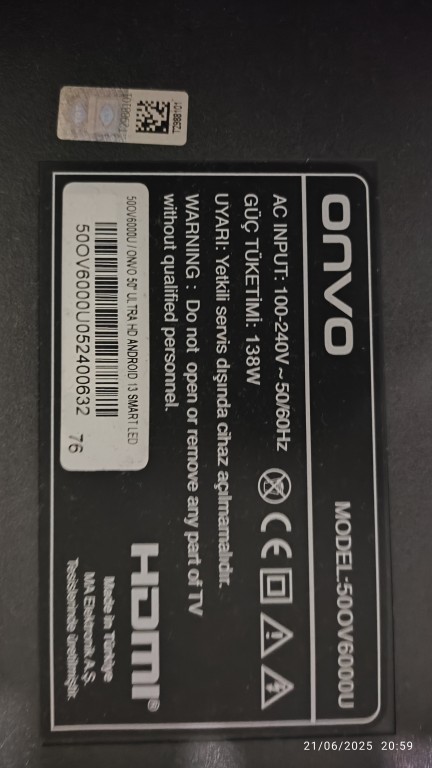 ONVO
MODEL:50OV6000U
AC INPUT: 100-240V~50/60Hz
GÜÇ TÜKETİMİ: 138W
UYARI: Yetkili servis dışında cihaz açılmamalıdır.
WARNING : Do not open or remove any part of TV
without qualified personnel.
50OV6000U / ONVO 50" ULTRA HD ANDROID 13 SMART LED
50OV6000U052400632 76
HDMI®
Made in Türkiye
MA Elektronik A.Ş.
Tesislerinde üretilmiştir.
21/06/2025 20:59